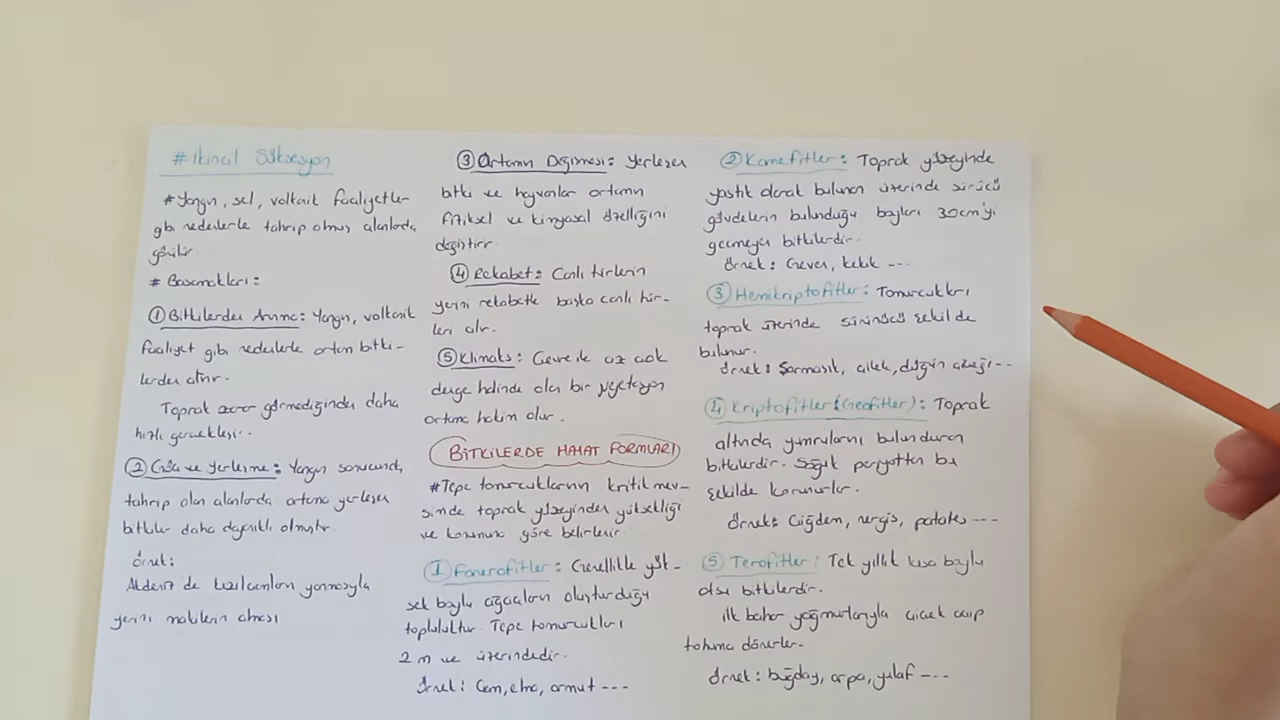 # İkincil Süksesyon
# Yangın, sel, volkanik faaliyetler
gibi nedenlerle tahrip olmuş alanlarda
görülür.
# Basamakları:
① Bitkilerden Arınma: Yangın, volkanik
faaliyet gibi nedenlerle ortam bitki-
lerden arınır.
Toprak zarar görmediğinden daha
hızlı gerçekleşir.
② Göç ve Yerleşme: Yangın sonucunda,
tahrip olan alanlarda ortama yerleşen
bitkiler daha dayanıklı olmuştur.
Örnek:
Akdeniz de kızılçamların yanmasıyla
yerini makilerin alması
③ Ortamın Değişmesi: Yerleşen
bitki ve hayvanlar ortamın
fiziksel ve kimyasal özelliğini
değiştirir.
④ Rekabet: Canlı türlerin
yerini rekabetle başka canlı tür-
leri alır.
⑤ Klimaks: Çevre ile az çok
denge halinde olan bir vejetasyon
ortama hakim olur.
BİTKİLERDE HAYAT FORMLARI
# Tepe tomurcuklarının kritik mev-
simde toprak yüzeyinden yüksekliği
ve konumuna göre belirlenir.
① Fanerofitler: Genellikle yük-
sek boylu ağaçların oluşturduğu
topluluktur. Tepe tomurcukları
2 m ve üzerindedir.
Örnek: Çam, elma, armut ---
② Kamefitler: Toprak yüzeyinde
yastık olarak bulunan üzerinde sürücü
gövdelerin bulunduğu boyları 30cm'yi
geçmeyen bitkilerdir.
Örnek: Geven, kekik ---
③ Hemikriptofitler: Tomurcukları
toprak üzerinde sürünücü şekilde
bulunur.
Örnek: Sarmaşık, çilek, düğün çiçeği ---
④ Kriptofitler (Geofitler): Toprak
altında yumrularını bulunduran
bitkilerdir. Soğuk periyottan bu
şekilde korunurlar.
Örnek: Çiğdem, nergis, patates ---
⑤ Terofitler: Tek yıllık kısa boylu
otsu bitkilerdir.
İlk bahar yağmurlarıyla çiçek açıp
tohuma dönerler.
Örnek: buğday, arpa, yulaf ---